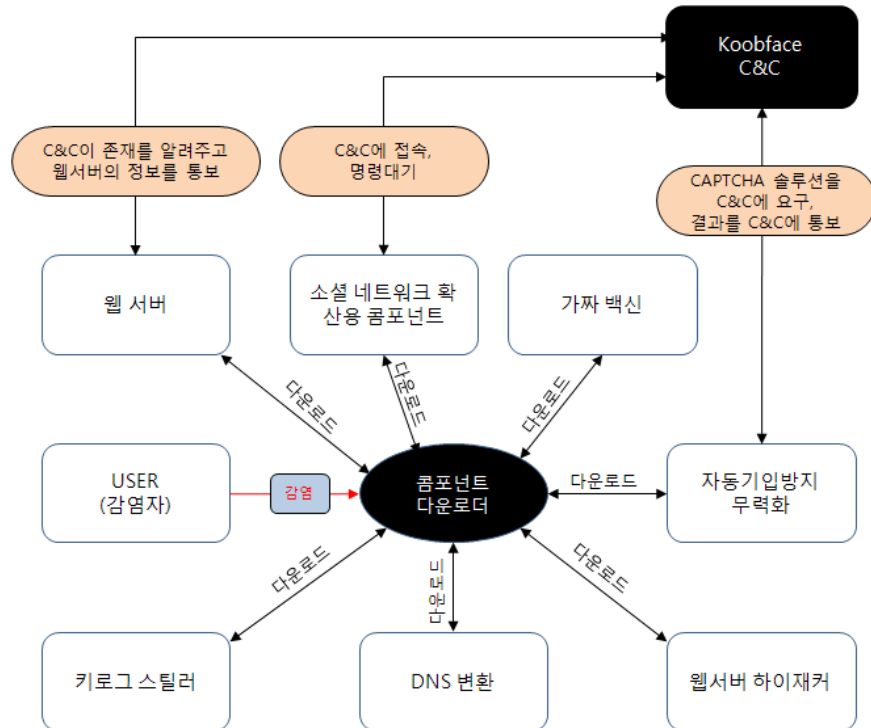 Koobface
C&C
C&C이 존재를 알려주고
웹서버의 정보를 통보
C&C에 접속,
명령대기
CAPTCHA 솔루션을
C&C에 요구,
결과를 C&C에 통보
웹 서버
소셜 네트워크 확
산용 콤포넌트
가짜 백신
다운로드
다운로드
다운로드
USER
(감염자)
감염
콤포넌트
다운로더
다운로드
자동기입방지
무력화
다운로드
다운로드
다운로드
키로그 스틸러
DNS 변환
웹서버 하이재커